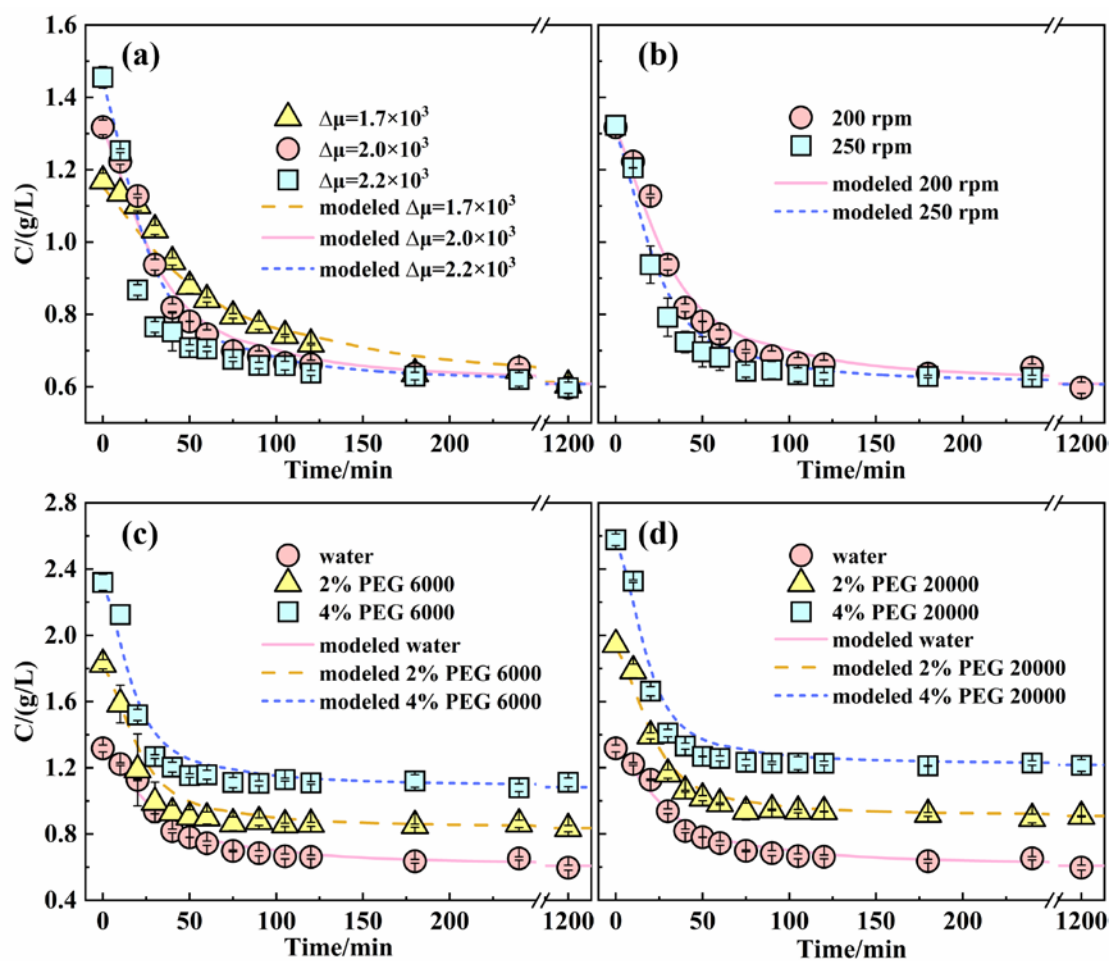 (a)
C/(g/L)
1.6
1.4
1.2
1.0
0.8
0.6
Δμ=1.7×10³
Δμ=2.0×10³
Δμ=2.2×10³
modeled Δμ=1.7×10³
modeled Δμ=2.0×10³
modeled Δμ=2.2×10³
0 50 100 150 200 1200
Time/min
(b)
200 rpm
250 rpm
modeled 200 rpm
modeled 250 rpm
0 50 100 150 200 1200
Time/min
(c)
C/(g/L)
2.8
2.4
2.0
1.6
1.2
0.8
0.4
water
2% PEG 6000
4% PEG 6000
modeled water
modeled 2% PEG 6000
modeled 4% PEG 6000
0 50 100 150 200 1200
Time/min
(d)
water
2% PEG 20000
4% PEG 20000
modeled water
modeled 2% PEG 20000
modeled 4% PEG 20000
0 50 100 150 200 1200
Time/min